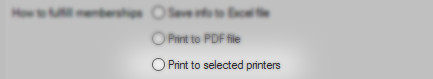 How to fulfill memberships Save info to Excel file
Print to PDF file
Print to selected printers